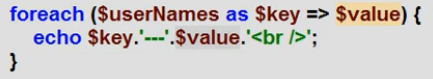 foreach ($userNames as $key => $value) {
echo $key.'---'.$value.'<br />';
}